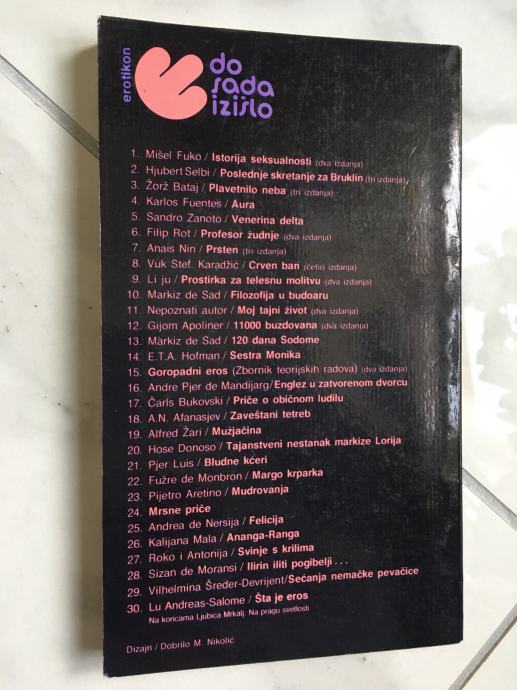 erotikon
do
sada
izišlo
1. Mišel Fuko / Istorija seksualnosti (dva izdanja)
2. Hjubert Selbi / Poslednje skretanje za Bruklin (tri izdanja)
3. Žorž Bataj / Plavetnilo neba (tri izdanja)
4. Karlos Fuentes / Aura
5. Sandro Zanoto / Venerina delta
6. Filip Rot / Profesor žudnje (dva izdanja)
7. Anais Nin / Prsten (tri izdanja)
8. Vuk Stef. Karadžić / Crven ban (četiri izdanja)
9. Li ju / Prostirka za telesnu molitvu (dva izdanja)
10. Markiz de Sad / Filozofija u budoaru
11. Nepoznati autor / Moj tajni život (dva izdanja)
12. Gijom Apoliner / 11000 buzdovana (dva izdanja)
13. Markiz de Sad / 120 dana Sodome
14. E.T.A. Hofman / Sestra Monika
15. Goropadni eros (Zbornik teorijskih radova) (dva izdanja)
16. Andre Pjer de Mandijarg / Englez u zatvorenom dvorcu
17. Čarls Bukovski / Priče o običnom ludilu
18. A.N. Afanasjev / Zaveštani tetreb
19. Alfred Žari / Mužjačina
20. Hose Donoso / Tajanstveni nestanak markize Lorija
21. Pjer Luis / Bludne kćeri
22. Fužre de Monbron / Margo krparka
23. Pijetro Aretino / Mudrovanja
24. Mrsne priče
25. Andrea de Nersija / Felicija
26. Kalijana Mala / Ananga-Ranga
27. Roko i Antonija / Svinje s krilima
28. Sizan de Moransi / Ilirin iliti pogibelji . . .
29. Vilhelmina Šreder-Devrijent / Sećanja nemačke pevačice
30. Lu Andreas-Salome / Šta je eros
Na koricama Ljubica Mrkalj: Na pragu svetlosti
Dizajn / Dobrilo M. Nikolić